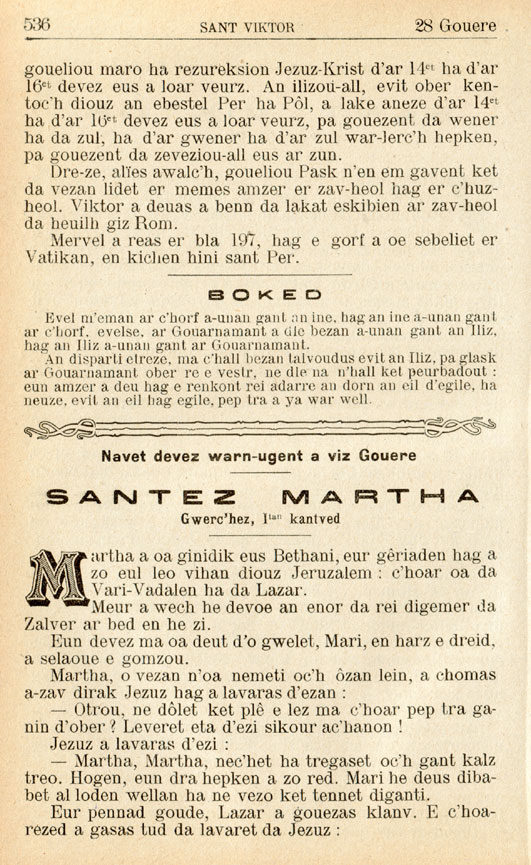 536 SANT VIKTOR 28 Gouere
goueliou maro ha rezureksion Jezuz-Krist d'ar 14et ha d'ar
16et devez eus a loar veurz. An ilizou-all, evit ober ken-
toc'h diouz an ebestel Per ha Pôl, a lake aneze d'ar 14et
ha d'ar 16et devez eus a loar veurz, pa gouezent da wener
ha da zul, ha d'ar gwener ha d'ar zul war-lerc'h hepken,
pa gouezent da zeveziou-all eus ar zun.
Dre-ze, alïes awalc'h, goueliou Pask n'en em gavent ket
da vezan lidet er memes amzer er zav-heol hag er c'huz-
heol. Viktor a deuas a benn da lakat eskibien ar zav-heol
da heuilh giz Rom.
Mervel a reas er bla 197, hag e gorf a oe sebeliet er
Vatikan, en kichen hini sant Per.
BOKED
Evel m'eman ar c'horf a-unan gant an ine, hag an ine a-unan gant
ar c'horf, evelse, ar Gouarnamant a dle bezan a-unan gant an Iliz,
hag an Iliz a-unan gant ar Gouarnamant.
An disparti etreze, ma c'hall bezan talvoudus evit an Iliz, pa glask
ar Gouarnamant ober re e vestr, ne dle na n'hall ket peurbadout :
eun amzer a deu hag e renkont rei adarre an dorn an eil d'egile, ha
neuze, evit an eil hag egile, pep tra a ya war well.
Navet devez warn-ugent a viz Gouere
SANTEZ MARTHA
Gwerc'hez, Itan kantved
Martha a oa ginidik eus Bethani, eur gêriaden hag a
zo eul leo vihan diouz Jeruzalem : c'hoar oa da
Vari-Vadalen ha da Lazar.
Meur a wech he devoe an enor da rei digemer da
Zalver ar bed en he zi.
Eun devez ma oa deut d'o gwelet, Mari, en harz e dreid,
a selaoue e gomzou.
Martha, o vezan n'oa nemeti oc'h ôzan lein, a chomas
a-zav dirak Jezuz hag a lavaras d'ezan :
— Otrou, ne dôlet ket plê e lez ma c'hoar pep tra ga-
nin d'ober ? Leveret eta d'ezi sikour ac'hanon !
Jezuz a lavaras d'ezi :
— Martha, Martha, nec'het ha tregaset oc'h gant kalz
treo. Hogen, eun dra hepken a zo red. Mari he deus diba-
bet al loden wellan ha ne vezo ket tennet diganti.
Eur pennad goude, Lazar a gouezas klanv. E c'hoa-
rezed a gasas tud da lavaret da Jezuz :